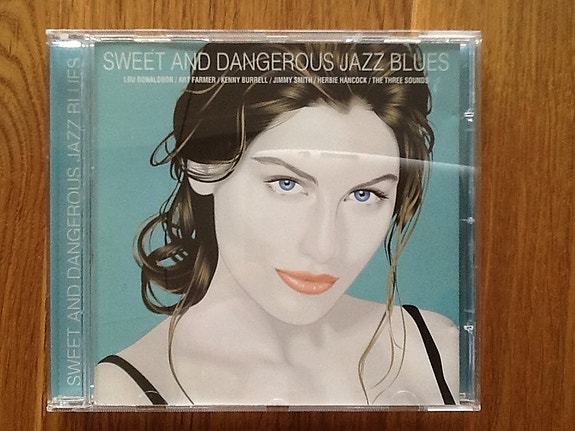 SWEET AND DANGEROUS JAZZ BLUES
LOU DONALDSON / ART FARMER / KENNY BURRELL / JIMMY SMITH / HERBIE HANCOCK / THE THREE SOUNDS
SWEET AND DANGEROUS JAZZ BLUES